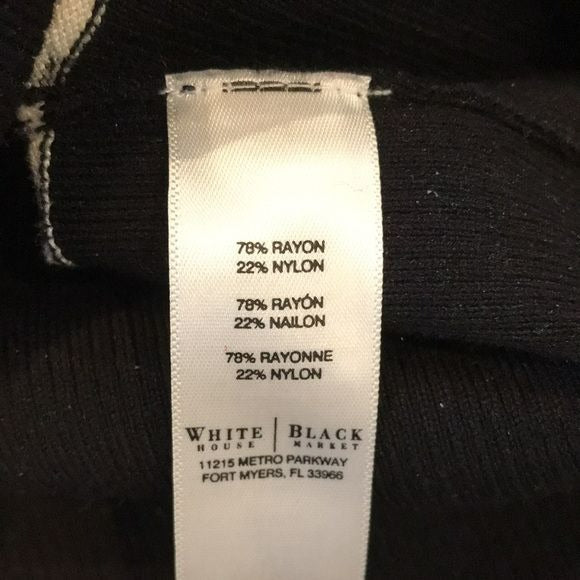 78% RAYON
22% NYLON
78% RAYÓN
22% NAILON
78% RAYONNE
22% NYLON
WHITE | BLACK
HOUSE MARKET
11215 METRO PARKWAY
FORT MYERS, FL 33966